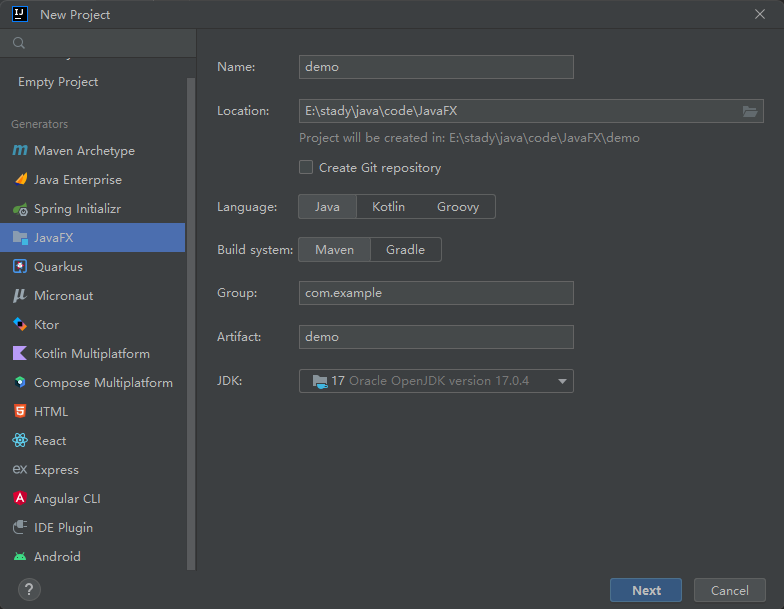 New Project
Empty Project
Generators
Maven Archetype
Java Enterprise
Spring Initializr
JavaFX
Quarkus
Micronaut
Ktor
Kotlin Multiplatform
Compose Multiplatform
HTML
React
ex Express
Angular CLI
IDE Plugin
Android
Name: demo
Location: E:\stady\java\code\JavaFX
Project will be created in: E:\stady\java\code\JavaFX\demo
Create Git repository
Language: Java Kotlin Groovy
Build system: Maven Gradle
Group: com.example
Artifact: demo
JDK: 17 Oracle OpenJDK version 17.0.4
? Next Cancel